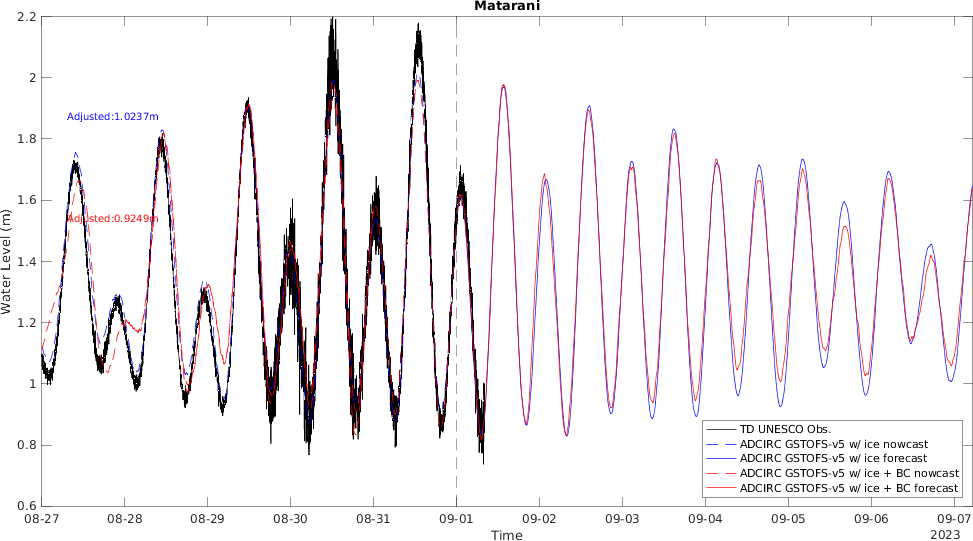 Matarani
2.2
2
1.8
1.6
1.4
1.2
1
0.8
0.6
Water Level (m)
Adjusted:1.0237m
Adjusted:0.9249m
TD UNESCO Obs.
ADCIRC GSTOFS-v5 w/ ice nowcast
ADCIRC GSTOFS-v5 w/ ice forecast
ADCIRC GSTOFS-v5 w/ ice + BC nowcast
ADCIRC GSTOFS-v5 w/ ice + BC forecast
08-27 08-28 08-29 08-30 08-31 09-01 09-02 09-03 09-04 09-05 09-06 09-07
Time
2023